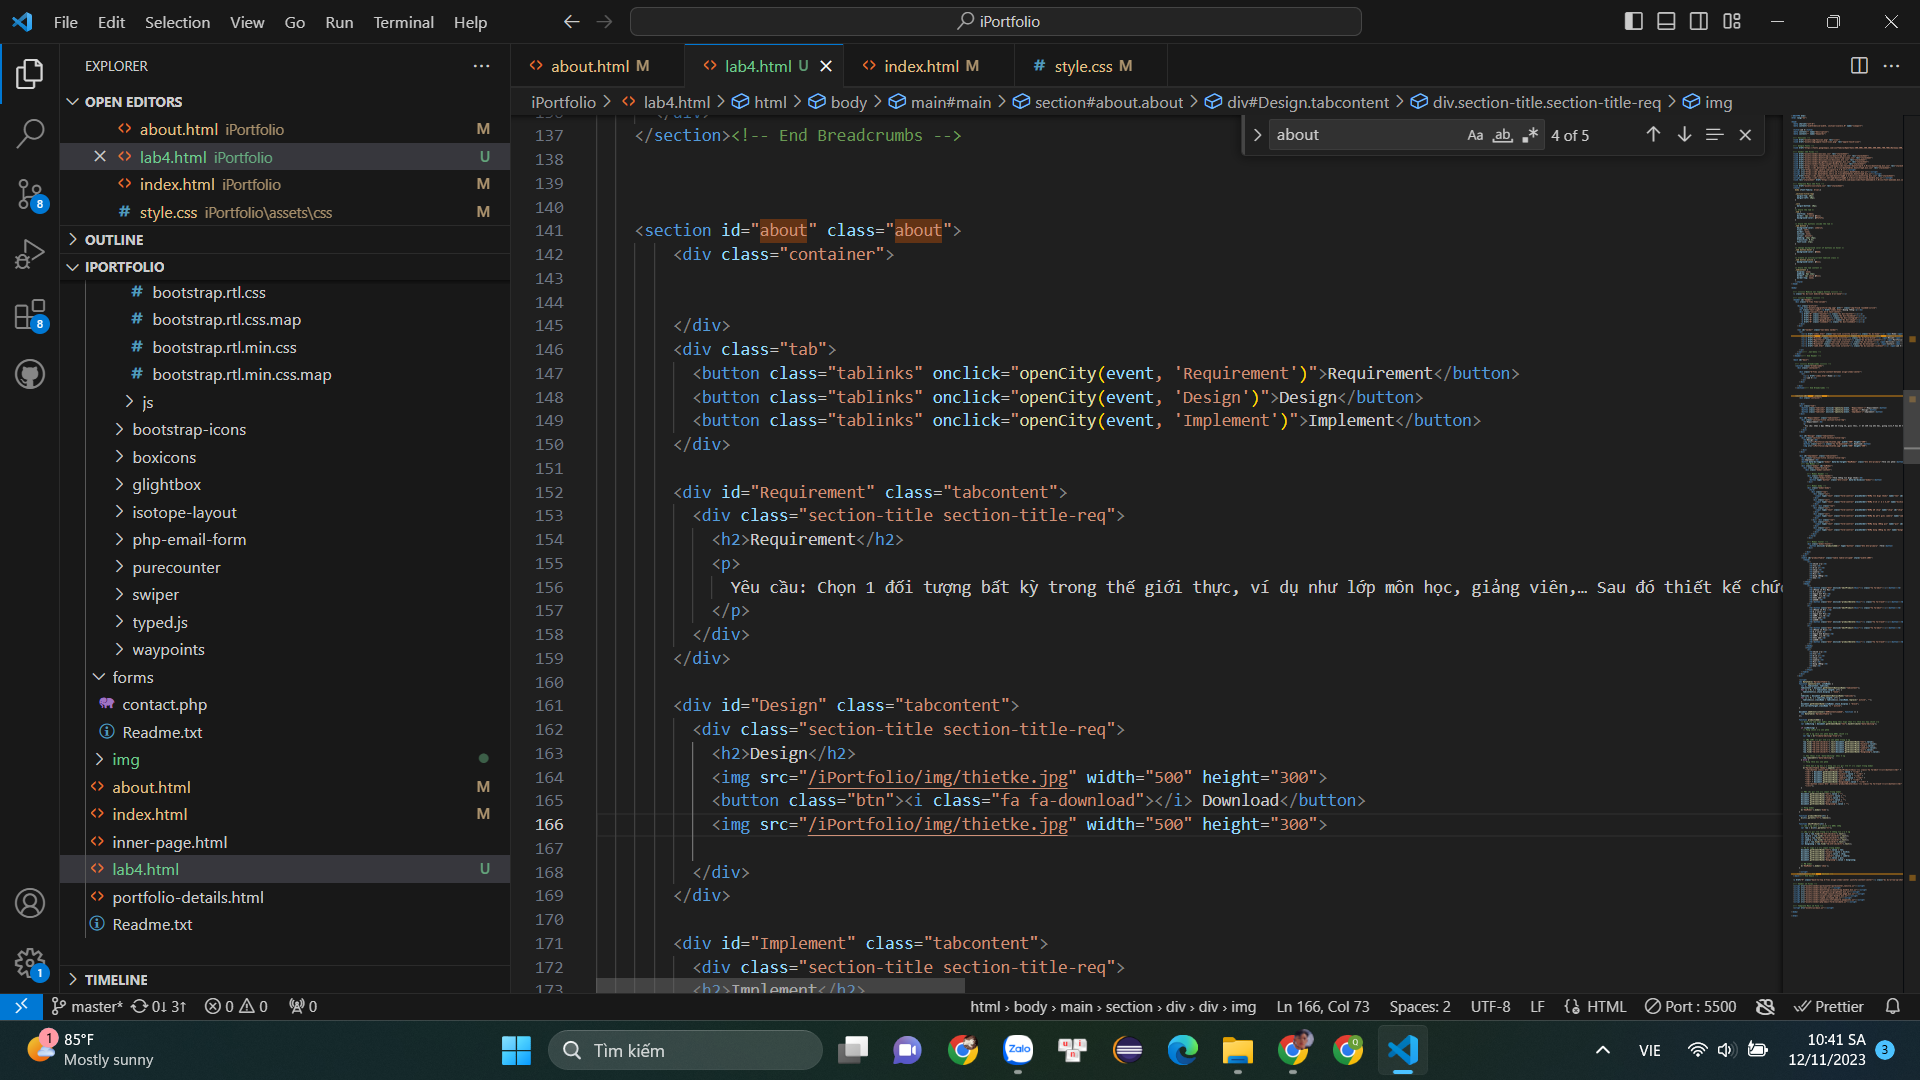 File Edit Selection View Go Run Terminal Help
iPortfolio
EXPLORER
OPEN EDITORS
about.html iPortfolio M
lab4.html iPortfolio U
index.html iPortfolio M
# style.css iPortfolio\assets\css M
OUTLINE
IPORTFOLIO
# bootstrap.rtl.css
# bootstrap.rtl.css.map
# bootstrap.rtl.min.css
# bootstrap.rtl.min.css.map
js
bootstrap-icons
boxicons
glightbox
isotope-layout
php-email-form
purecounter
swiper
typed.js
waypoints
forms
contact.php
Readme.txt
img
about.html M
index.html M
inner-page.html
lab4.html U
portfolio-details.html
Readme.txt
TIMELINE
8
8
1
about.html M lab4.html U index.html M # style.css M
iPortfolio > lab4.html > html > body > main#main > section#about.about > div#Design.tabcontent > div.section-title.section-title-req > img
about Aa ab 4 of 5
137 </section><!-- End Breadcrumbs -->
138
139
140
141 <section id="about" class="about">
142 <div class="container">
143
144
145 </div>
146 <div class="tab">
147 <button class="tablinks" onclick="openCity(event, 'Requirement')">Requirement</button>
148 <button class="tablinks" onclick="openCity(event, 'Design')">Design</button>
149 <button class="tablinks" onclick="openCity(event, 'Implement')">Implement</button>
150 </div>
151
152 <div id="Requirement" class="tabcontent">
153 <div class="section-title section-title-req">
154 <h2>Requirement</h2>
155 <p>
156 Yêu cầu: Chọn 1 đối tượng bất kỳ trong thế giới thực, ví dụ như lớp môn học, giảng viên,… Sau đó thiết kế
157 </p>
158 </div>
159 </div>
160
161 <div id="Design" class="tabcontent">
162 <div class="section-title section-title-req">
163 <h2>Design</h2>
164 <img src="/iPortfolio/img/thietke.jpg" width="500" height="300">
165 <button class="btn"><i class="fa fa-download"></i> Download</button>
166 <img src="/iPortfolio/img/thietke.jpg" width="500" height="300">
167
168 </div>
169 </div>
170
171 <div id="Implement" class="tabcontent">
172 <div class="section-title section-title-req">
173 <h2>Implement</h2>
master* 0↓ 3↑ 0 0 0 html › body › main › section › div › div › img Ln 166, Col 73 Spaces: 2 UTF-8 LF HTML Port : 5500 Prettier
1 85°F
Mostly sunny
Tìm kiếm
Zalo
VIE
10:41 SA
12/11/2023
3